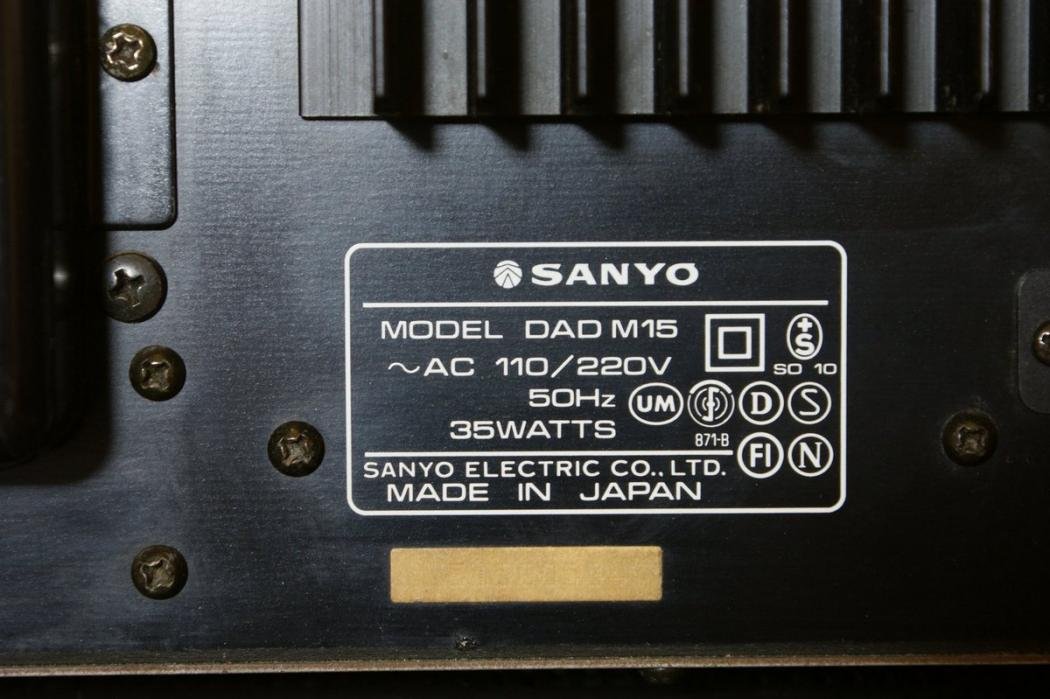 SANYO
MODEL DAD M15
~AC 110/220V
+S
SO 10
50Hz
UM
D
S
35WATTS
871-B
FI
N
SANYO ELECTRIC CO., LTD.
MADE IN JAPAN